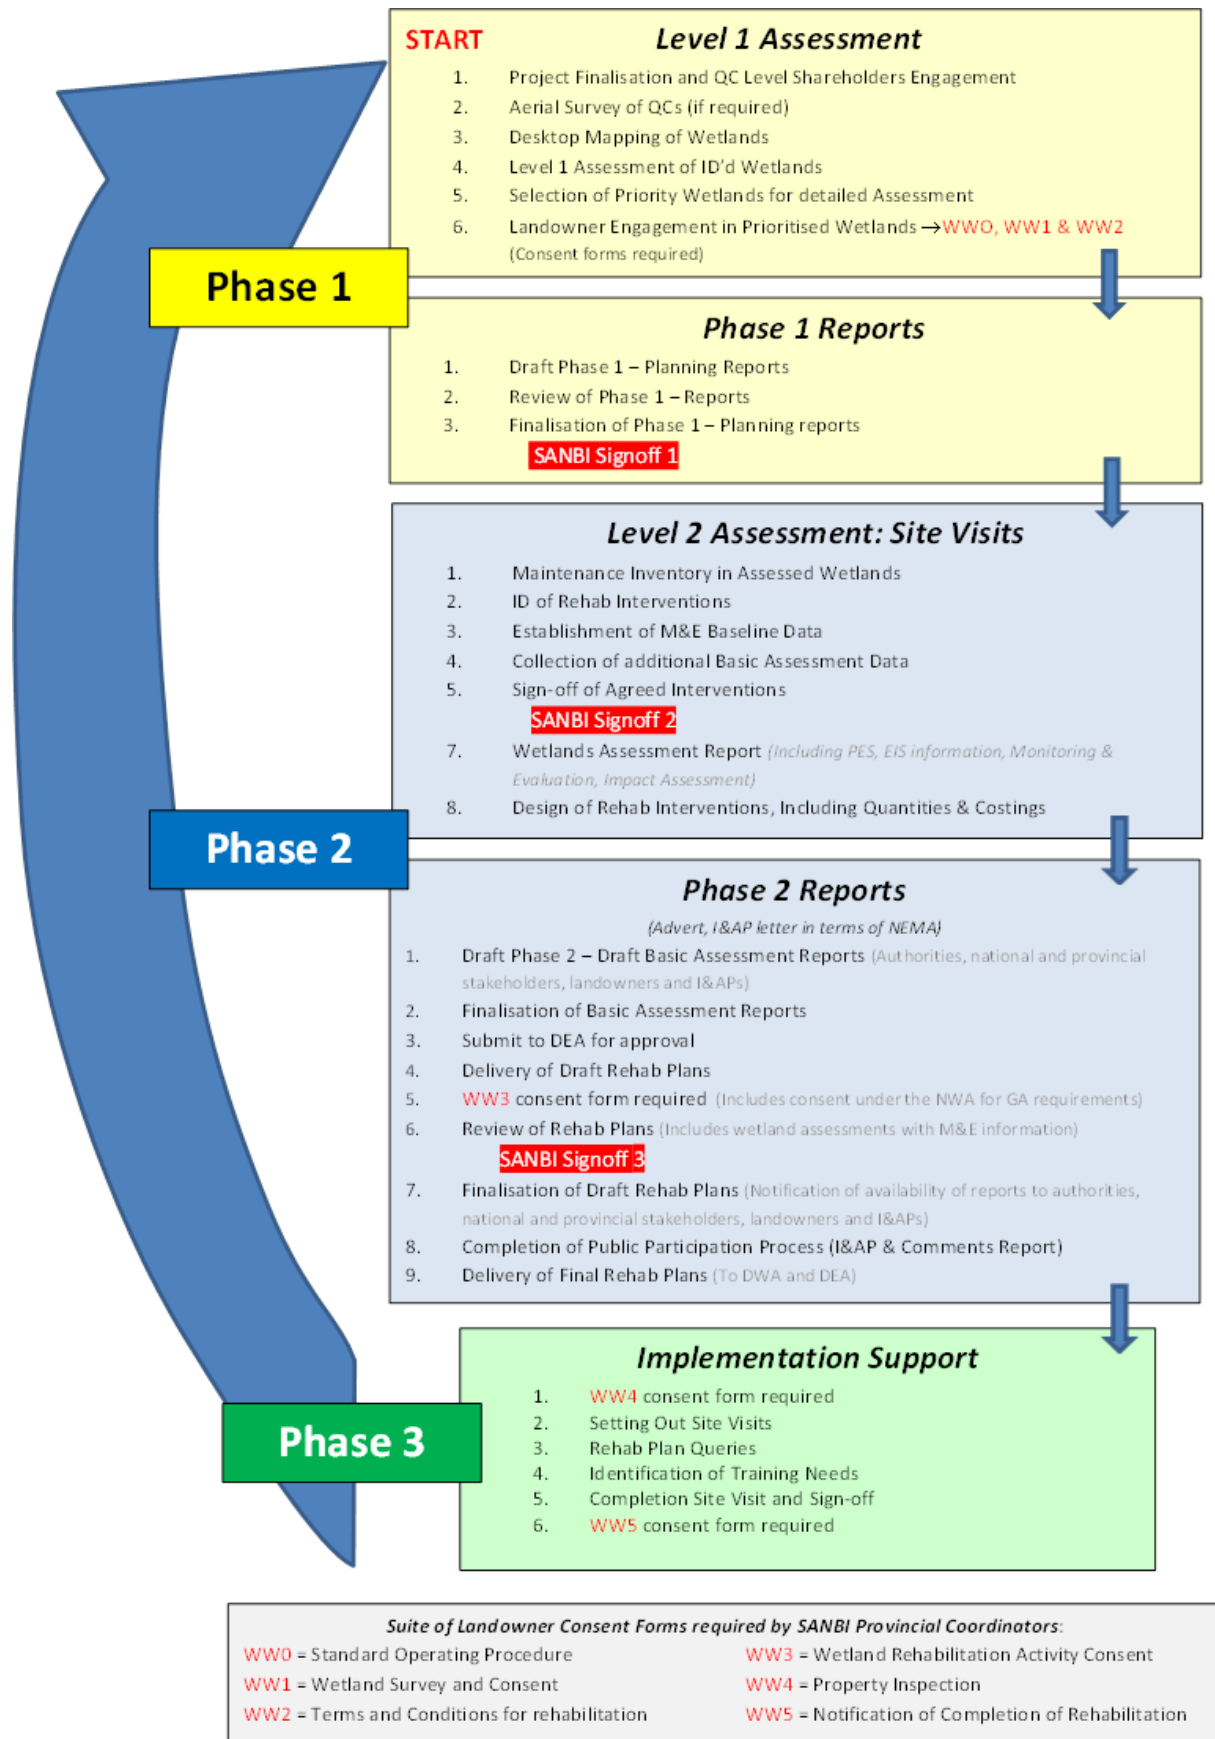 START Level 1 Assessment
1. Project Finalisation and QC Level Shareholders Engagement
2. Aerial Survey of QCs (if required)
3. Desktop Mapping of Wetlands
4. Level 1 Assessment of ID'd Wetlands
5. Selection of Priority Wetlands for detailed Assessment
6. Landowner Engagement in Prioritised Wetlands →WW0, WW1 & WW2
(Consent forms required)
Phase 1
Phase 1 Reports
1. Draft Phase 1 – Planning Reports
2. Review of Phase 1 – Reports
3. Finalisation of Phase 1 – Planning reports
SANBI Signoff 1
Level 2 Assessment: Site Visits
1. Maintenance Inventory in Assessed Wetlands
2. ID of Rehab Interventions
3. Establishment of M&E Baseline Data
4. Collection of additional Basic Assessment Data
5. Sign-off of Agreed Interventions
SANBI Signoff 2
7. Wetlands Assessment Report (Including PES, EIS information, Monitoring &
Evaluation, Impact Assessment)
8. Design of Rehab Interventions, Including Quantities & Costings
Phase 2
Phase 2 Reports
(Advert, I&AP letter in terms of NEMA)
1. Draft Phase 2 – Draft Basic Assessment Reports (Authorities, national and provincial
stakeholders, landowners and I&APs)
2. Finalisation of Basic Assessment Reports
3. Submit to DEA for approval
4. Delivery of Draft Rehab Plans
5. WW3 consent form required (Includes consent under the NWA for GA requirements)
6. Review of Rehab Plans (Includes wetland assessments with M&E information)
SANBI Signoff 3
7. Finalisation of Draft Rehab Plans (Notification of availability of reports to authorities,
national and provincial stakeholders, landowners and I&APs)
8. Completion of Public Participation Process (I&AP & Comments Report)
9. Delivery of Final Rehab Plans (To DWA and DEA)
Implementation Support
1. WW4 consent form required
2. Setting Out Site Visits
3. Rehab Plan Queries
4. Identification of Training Needs
5. Completion Site Visit and Sign-off
6. WW5 consent form required
Phase 3
Suite of Landowner Consent Forms required by SANBI Provincial Coordinators:
WW0 = Standard Operating Procedure WW3 = Wetland Rehabilitation Activity Consent
WW1 = Wetland Survey and Consent WW4 = Property Inspection
WW2 = Terms and Conditions for rehabilitation WW5 = Notification of Completion of Rehabilitation